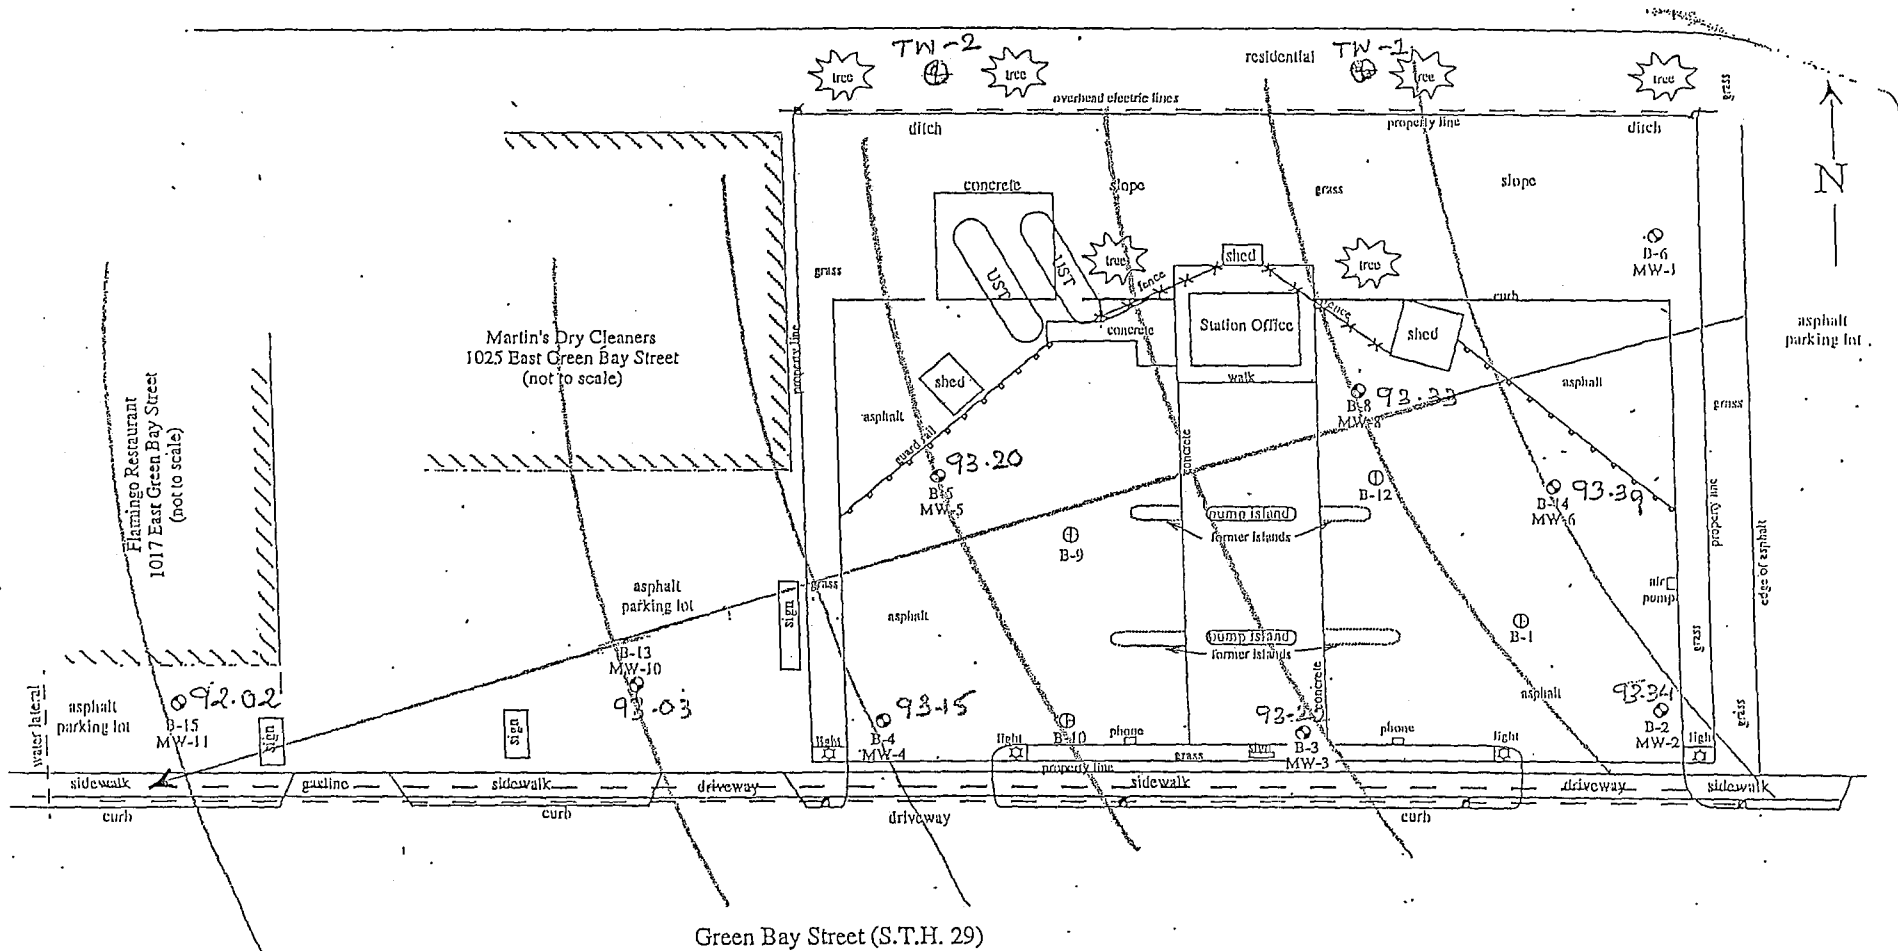 TW-2
TW-1
tree
tree
residential
tree
tree
grass
overhead electric lines
ditch
property line
ditch
N
concrete
slope
grass
slope
UST
UST
tree
shed
tree
B-6
MW-1
grass
fence
fence
curb
concrete
Station Office
shed
asphalt
parking lot
Martin's Dry Cleaners
1025 East Green Bay Street
(not to scale)
property line
shed
walk
asphalt
grass
Flamingo Restaurant
1017 East Green Bay Street
(not to scale)
asphalt
guard rail
B-8 93.33
MW-8
concrete
93.20
B-5
MW-5
B-12
B-14 93.39
MW-6
property line
pump island
former islands
B-9
edge of asphalt
asphalt
parking lot
grass
sign
asphalt
air
pump
B-1
pump island
former islands
grass
B-13
MW-10
93.03
water lateral
asphalt
parking lot
92.02
B-15
MW-11
sign
sign
93.15
B-4
MW-4
light
B-10
phone
concrete
B-3
MW-3
phone
light
asphalt
93.34
B-2
MW-2
light
grass
grass
property line
sidewalk
gasline
sidewalk
driveway
sidewalk
driveway
sidewalk
curb
curb
driveway
curb
Green Bay Street (S.T.H. 29)